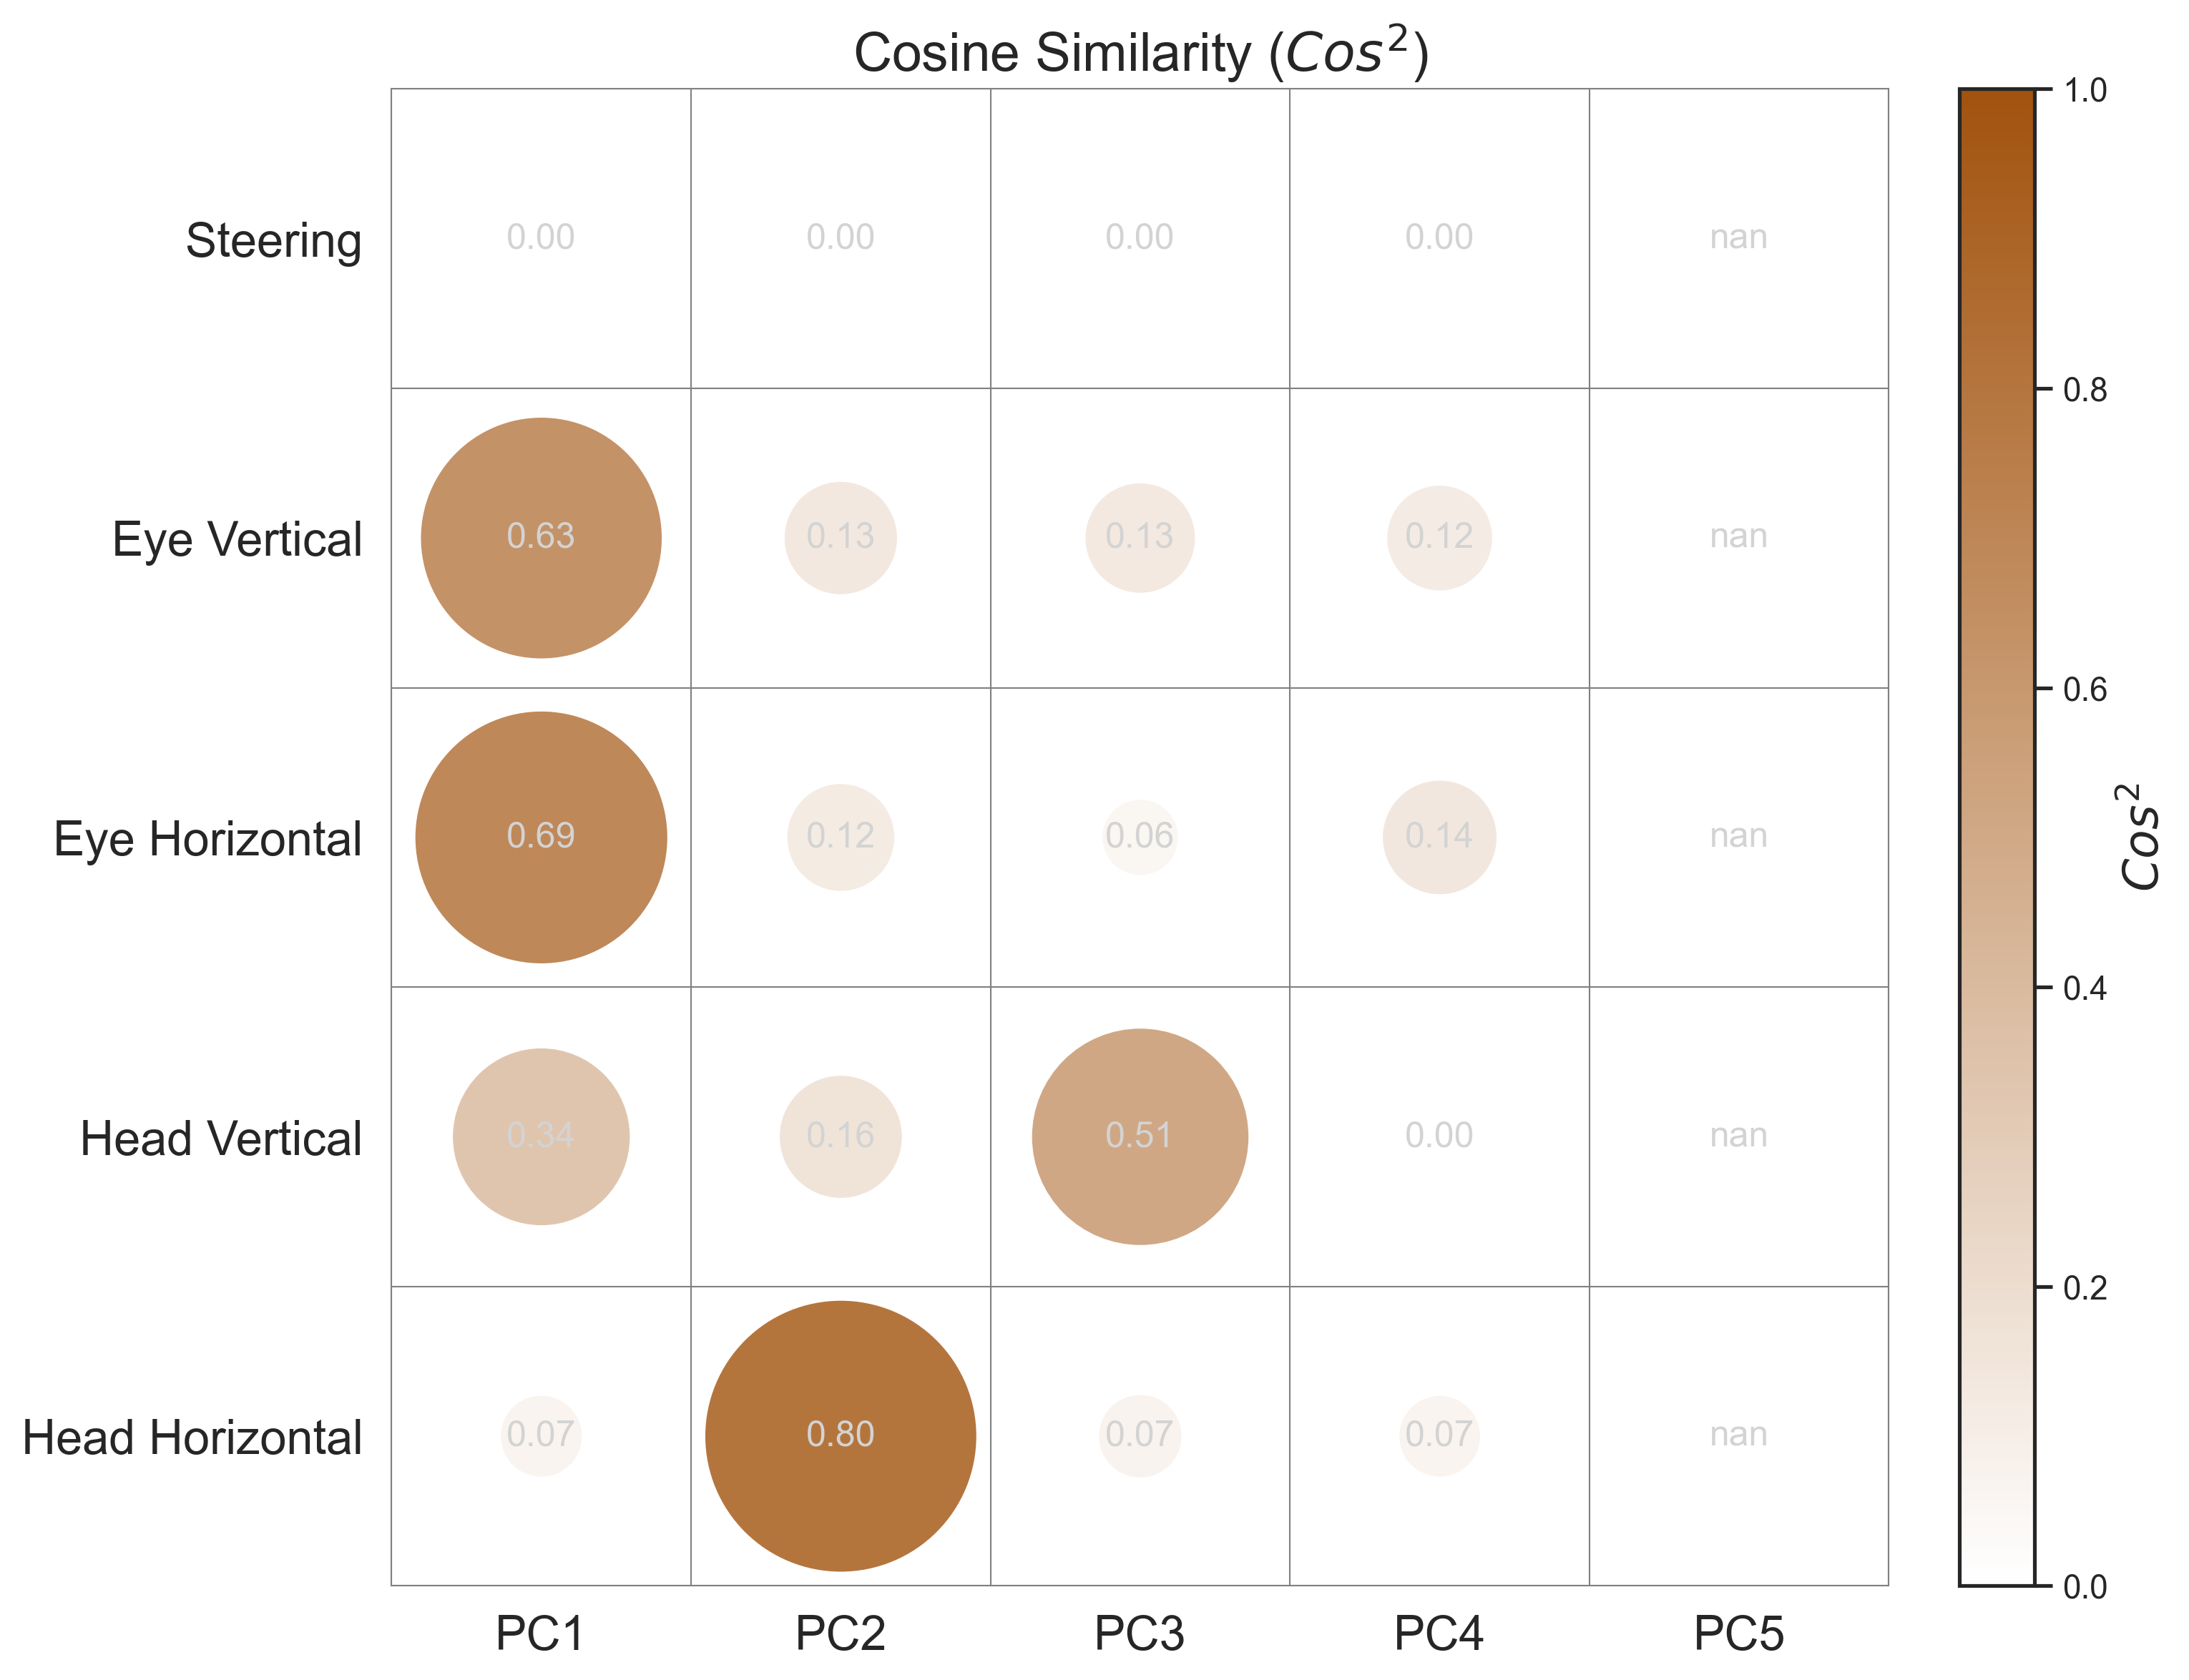 Cosine Similarity (Cos²)
Steering 0.00 0.00 0.00 0.00 nan
Eye Vertical 0.63 0.13 0.13 0.12 nan
Eye Horizontal 0.69 0.12 0.06 0.14 nan
Head Vertical 0.34 0.16 0.51 0.00 nan
Head Horizontal 0.07 0.80 0.07 0.07 nan
PC1 PC2 PC3 PC4 PC5
1.0
0.8
0.6
0.4
0.2
0.0
Cos²